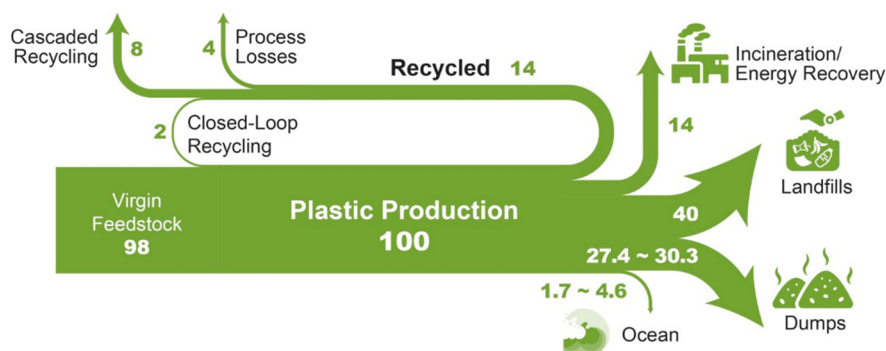 Cascaded
Recycling
8
4
Process
Losses
Recycled 14
Incineration/
Energy Recovery
14
2
Closed-Loop
Recycling
Landfills
Virgin
Feedstock
98
Plastic Production
100
40
27.4 ~ 30.3
1.7 ~ 4.6
Ocean
Dumps